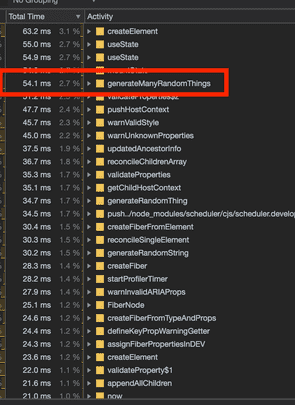 No Grouping
Total Time ▼ Activity
63.2 ms 3.1 % ▶ createElement
55.0 ms 2.7 % ▶ useState
54.9 ms 2.7 % ▶ useState
54.1 ms 2.7 % ▶ generateManyRandomThings
51.2 ms ▶ validateProperties$2
47.7 ms 2.4 % ▶ pushHostContext
45.7 ms 2.3 % ▶ warnValidStyle
45.0 ms 2.2 % ▶ warnUnknownProperties
37.5 ms 1.9 % ▶ updatedAncestorInfo
36.7 ms 1.8 % ▶ reconcileChildrenArray
35.3 ms 1.7 % ▶ validateProperties
35.1 ms 1.7 % ▶ getChildHostContext
34.7 ms 1.7 % ▶ generateRandomThing
34.5 ms 1.7 % ▶ push../node_modules/scheduler/cjs/scheduler.develop
30.4 ms 1.5 % ▶ createFiberFromElement
30.3 ms 1.5 % ▶ reconcileSingleElement
30.2 ms 1.5 % ▶ generateRandomString
28.3 ms 1.4 % ▶ createFiber
28.2 ms 1.4 % ▶ startProfilerTimer
27.9 ms 1.4 % ▶ warnInvalidARIAProps
25.1 ms 1.2 % ▶ FiberNode
24.6 ms 1.2 % ▶ createFiberFromTypeAndProps
24.4 ms 1.2 % ▶ defineKeyPropWarningGetter
24.3 ms 1.2 % ▶ assignFiberPropertiesInDEV
23.6 ms 1.2 % ▶ createElement
22.0 ms 1.1 % ▶ validateProperty$1
21.6 ms 1.1 % ▶ appendAllChildren
21.0 ms 1.0 % ▶ now